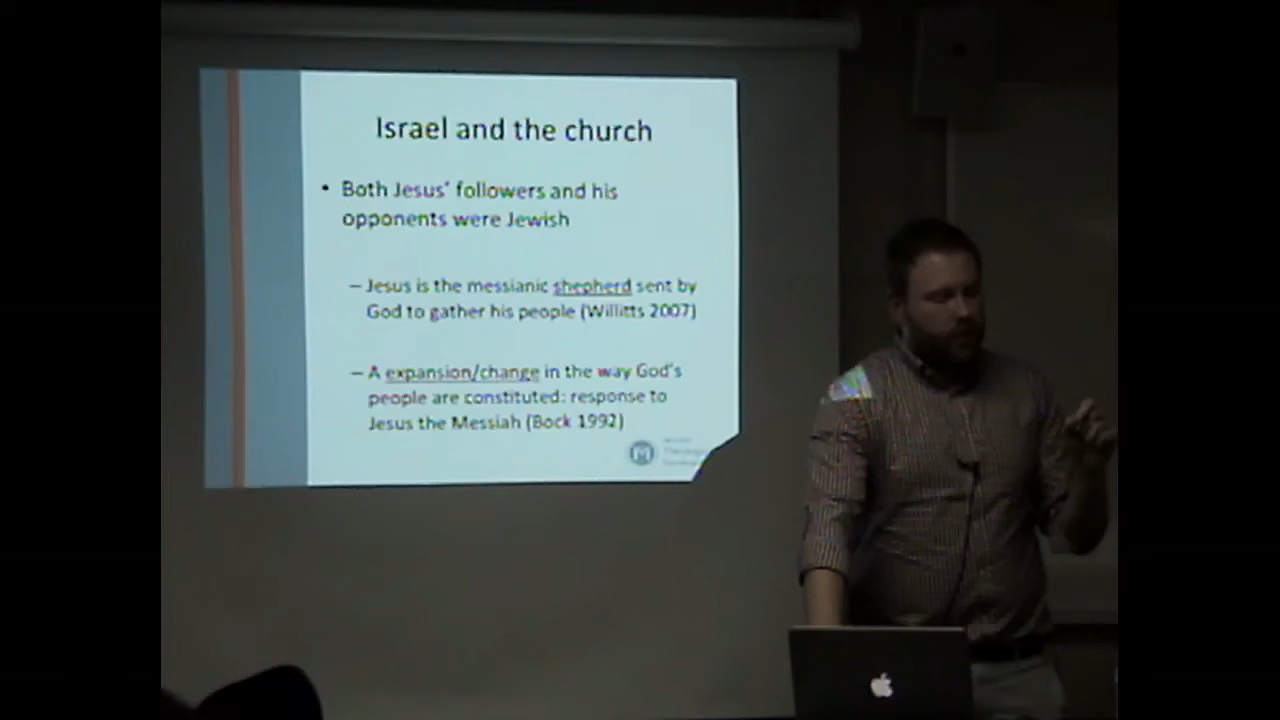 Israel and the church
• Both Jesus' followers and his
opponents were Jewish
– Jesus is the messianic shepherd sent by
God to gather his people (Willitts 2007)
– A expansion/change in the way God's
people are constituted: response to
Jesus the Messiah (Bock 1992)
M